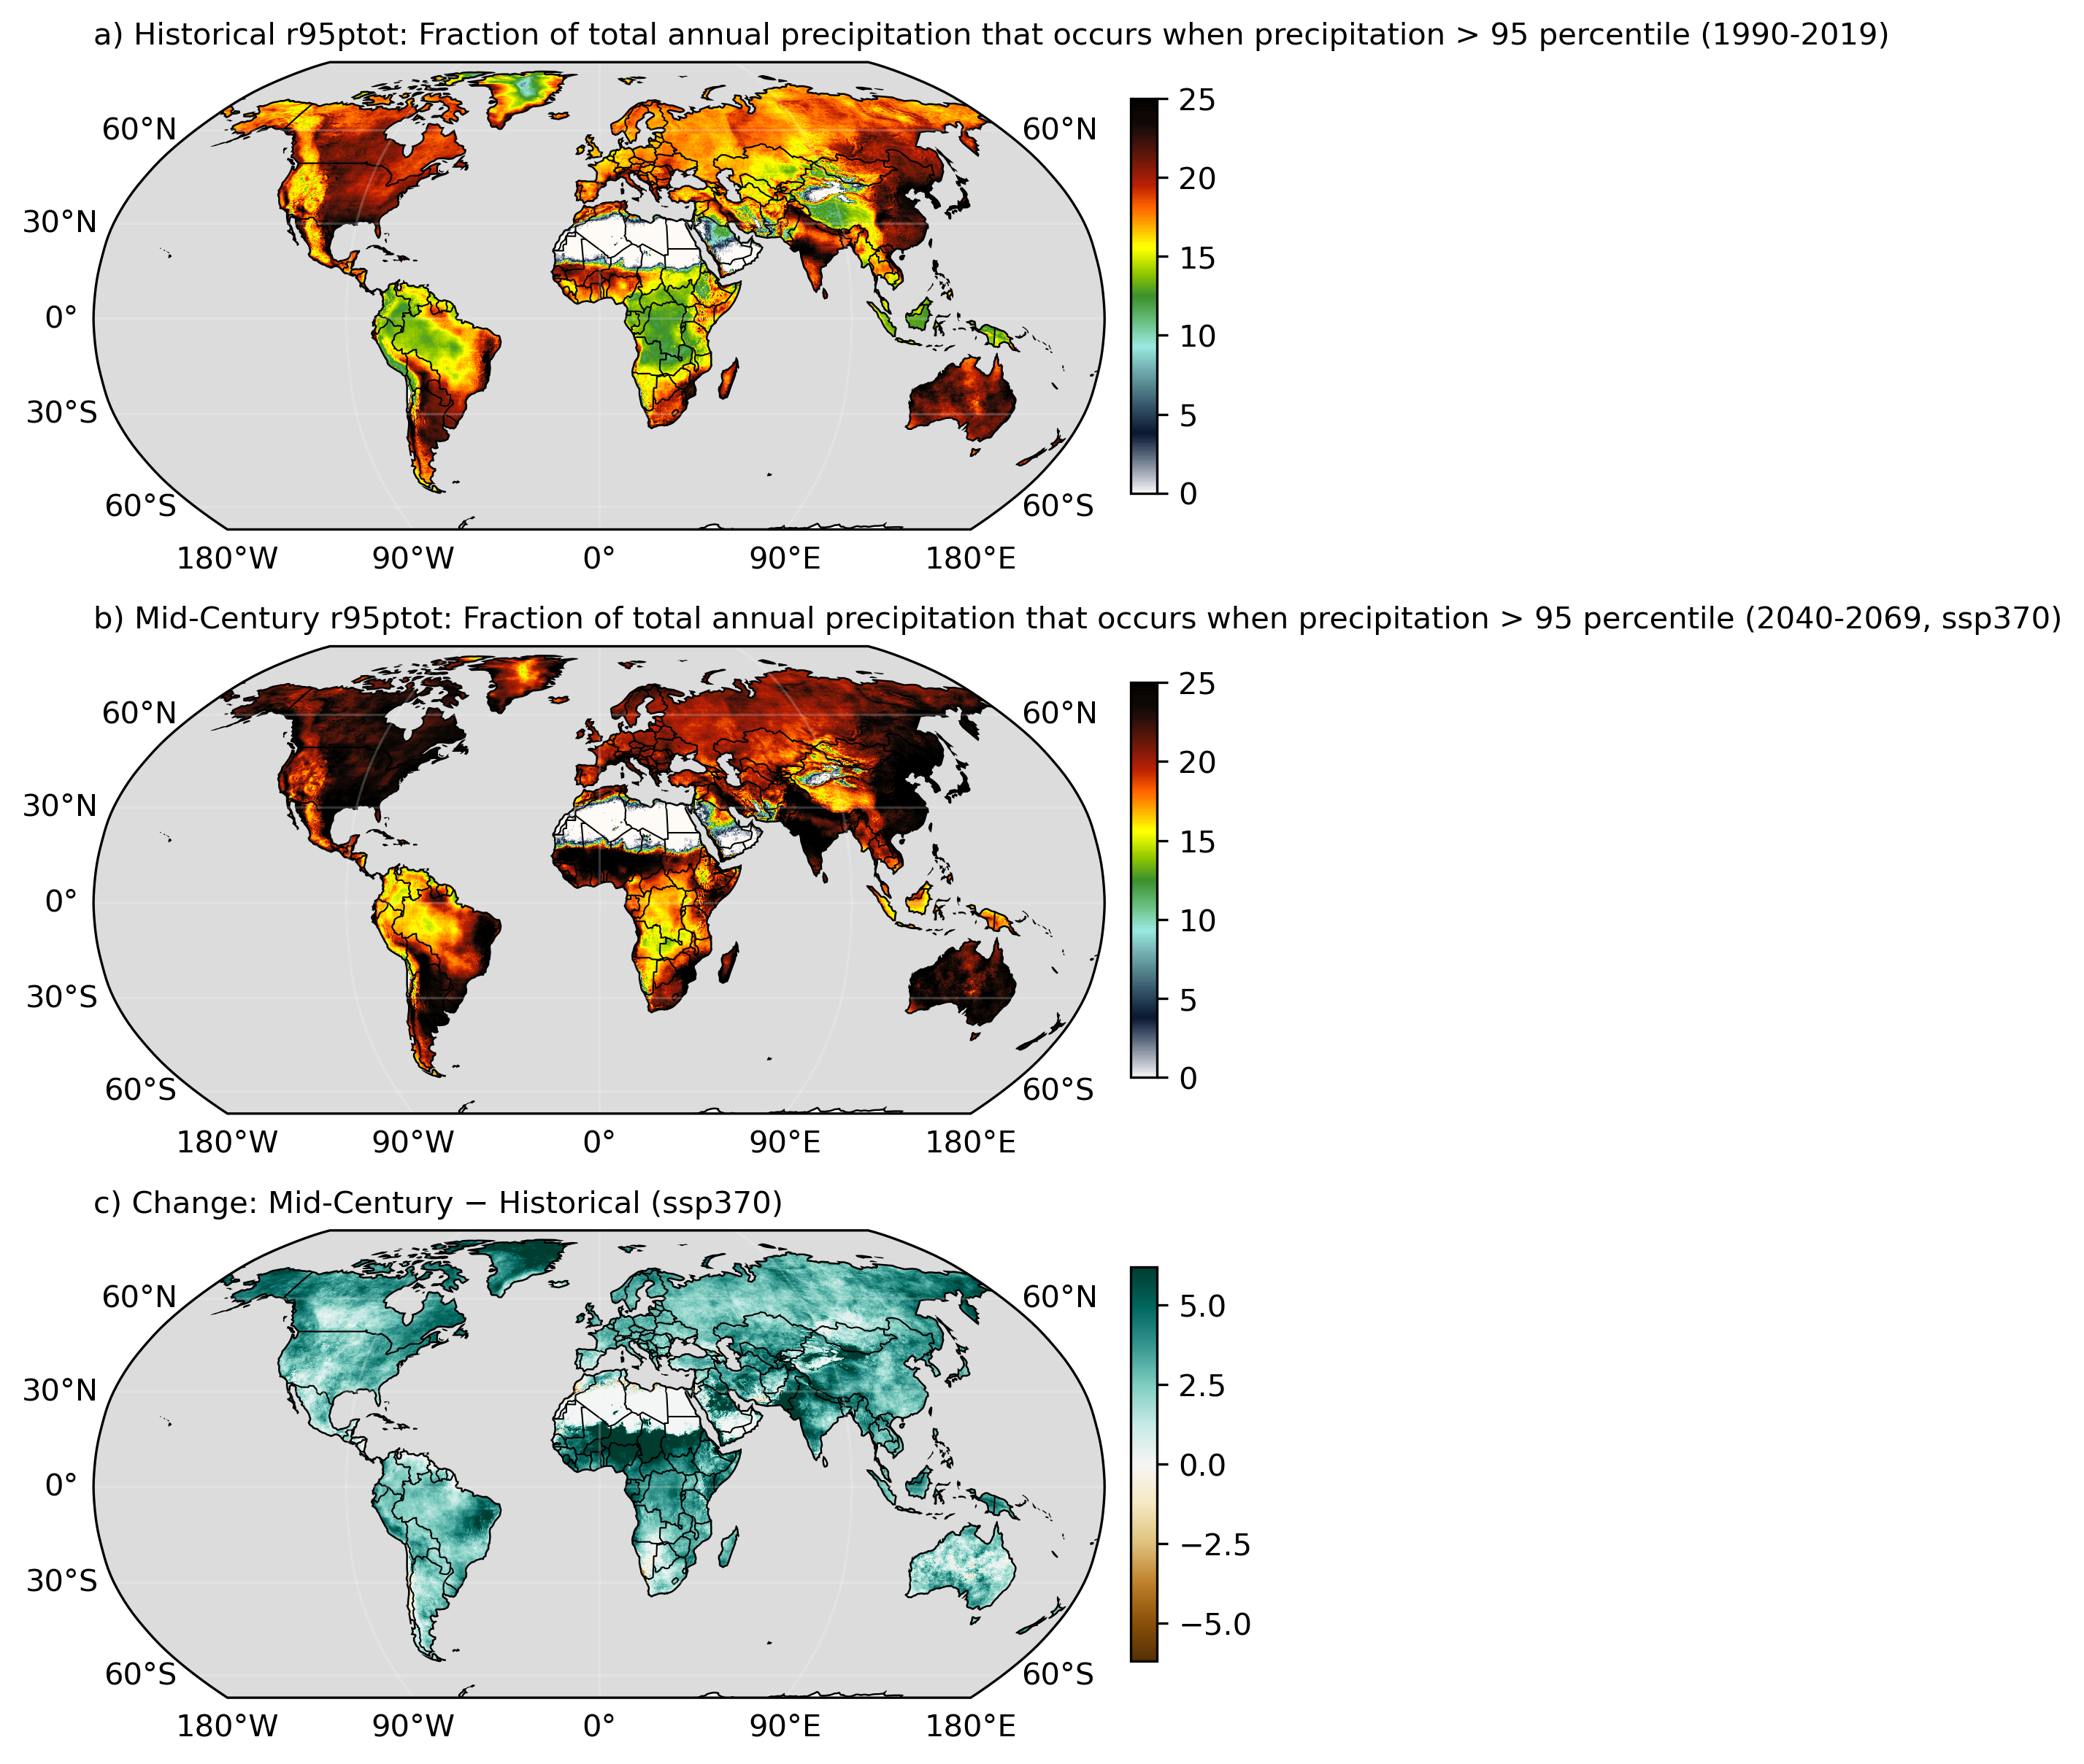 a) Historical r95ptot: Fraction of total annual precipitation that occurs when precipitation > 95 percentile (1990-2019)
25
60°N 60°N
20
30°N
15
0°
10
30°S
5
60°S 60°S
0
180°W 90°W 0° 90°E 180°E
b) Mid-Century r95ptot: Fraction of total annual precipitation that occurs when precipitation > 95 percentile (2040-2069, ssp370)
25
60°N 60°N
20
30°N
15
0°
10
30°S
5
60°S 60°S
0
180°W 90°W 0° 90°E 180°E
c) Change: Mid-Century − Historical (ssp370)
60°N 60°N
5.0
30°N
2.5
0.0
0°
−2.5
30°S
−5.0
60°S 60°S
180°W 90°W 0° 90°E 180°E